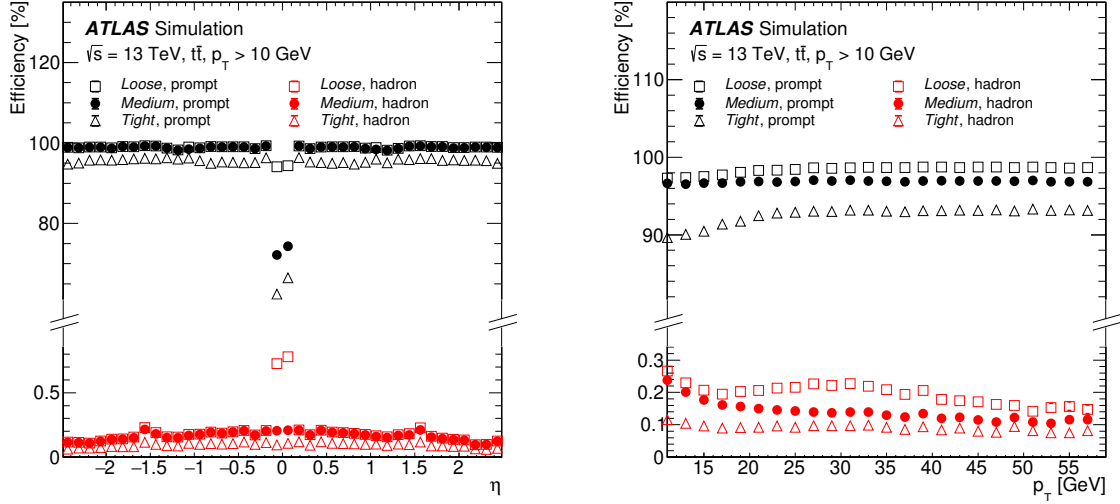 Efficiency [%]
ATLAS Simulation
√s = 13 TeV, tt̄, p_T > 10 GeV
Loose, prompt Loose, hadron
Medium, prompt Medium, hadron
Tight, prompt Tight, hadron
120
100
80
0.5
0
−2 −1.5 −1 −0.5 0 0.5 1 1.5 2
η
Efficiency [%]
ATLAS Simulation
√s = 13 TeV, tt̄, p_T > 10 GeV
Loose, prompt Loose, hadron
Medium, prompt Medium, hadron
Tight, prompt Tight, hadron
110
100
90
0.3
0.2
0.1
0
15 20 25 30 35 40 45 50 55
p_T [GeV]